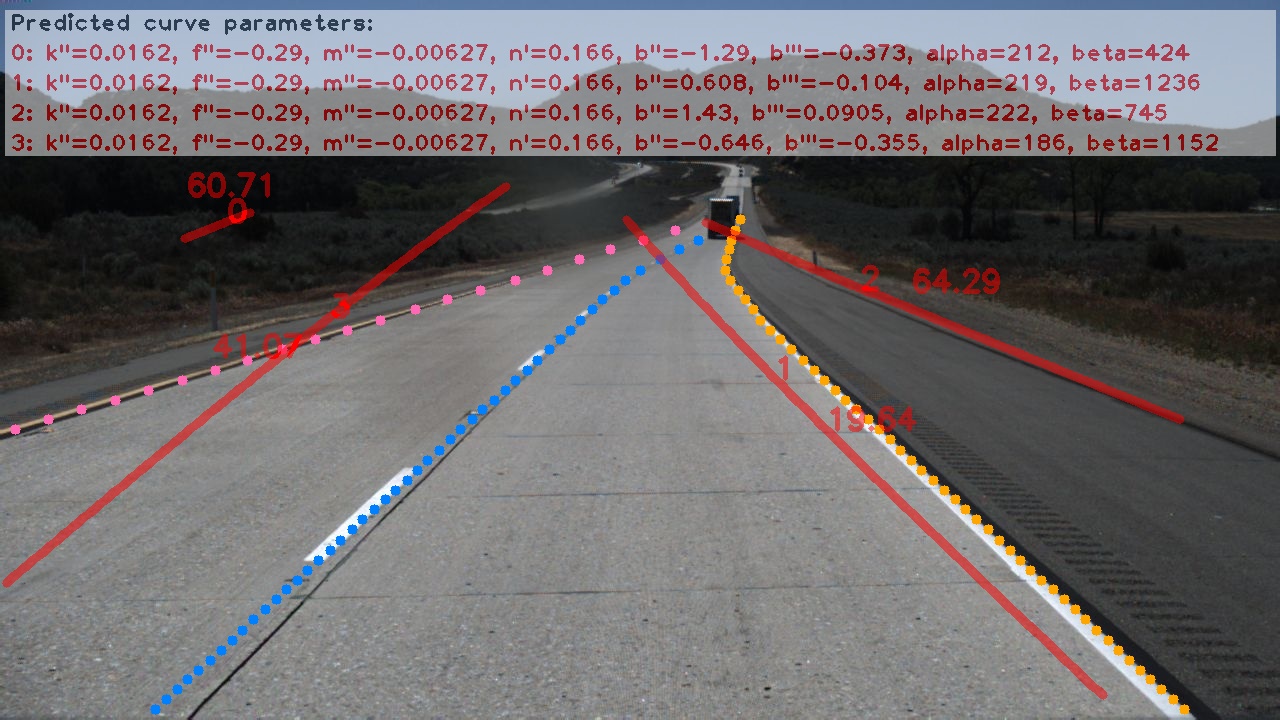 Predicted curve parameters:
0: k"=0.0162, f"=-0.29, m"=-0.00627, n'=0.166, b"=-1.29, b'''=-0.373, alpha=212, beta=424
1: k"=0.0162, f"=-0.29, m"=-0.00627, n'=0.166, b"=0.608, b'''=-0.104, alpha=219, beta=1236
2: k"=0.0162, f"=-0.29, m"=-0.00627, n'=0.166, b"=1.43, b'''=0.0905, alpha=222, beta=745
3: k"=0.0162, f"=-0.29, m"=-0.00627, n'=0.166, b"=-0.646, b'''=-0.355, alpha=186, beta=1152
60.71
0
2 64.29
3
41.07
1
19.64